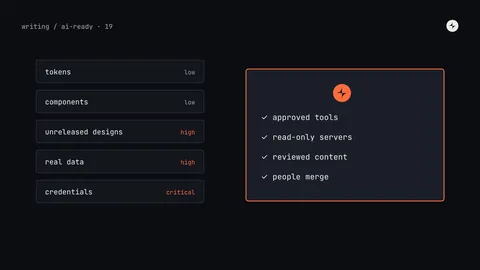 writing / ai-ready · 19
tokens low
components low
unreleased designs high
real data high
credentials critical
✓ approved tools
✓ read-only servers
✓ reviewed content
✓ people merge